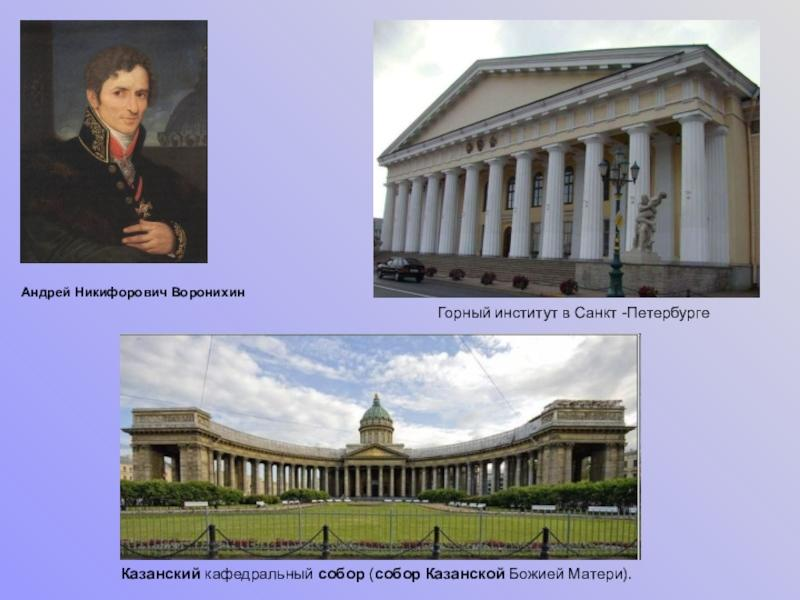 Андрей Никифорович Воронихин
Горный институт в Санкт -Петербурге
Казанский кафедральный собор (собор Казанской Божией Матери).